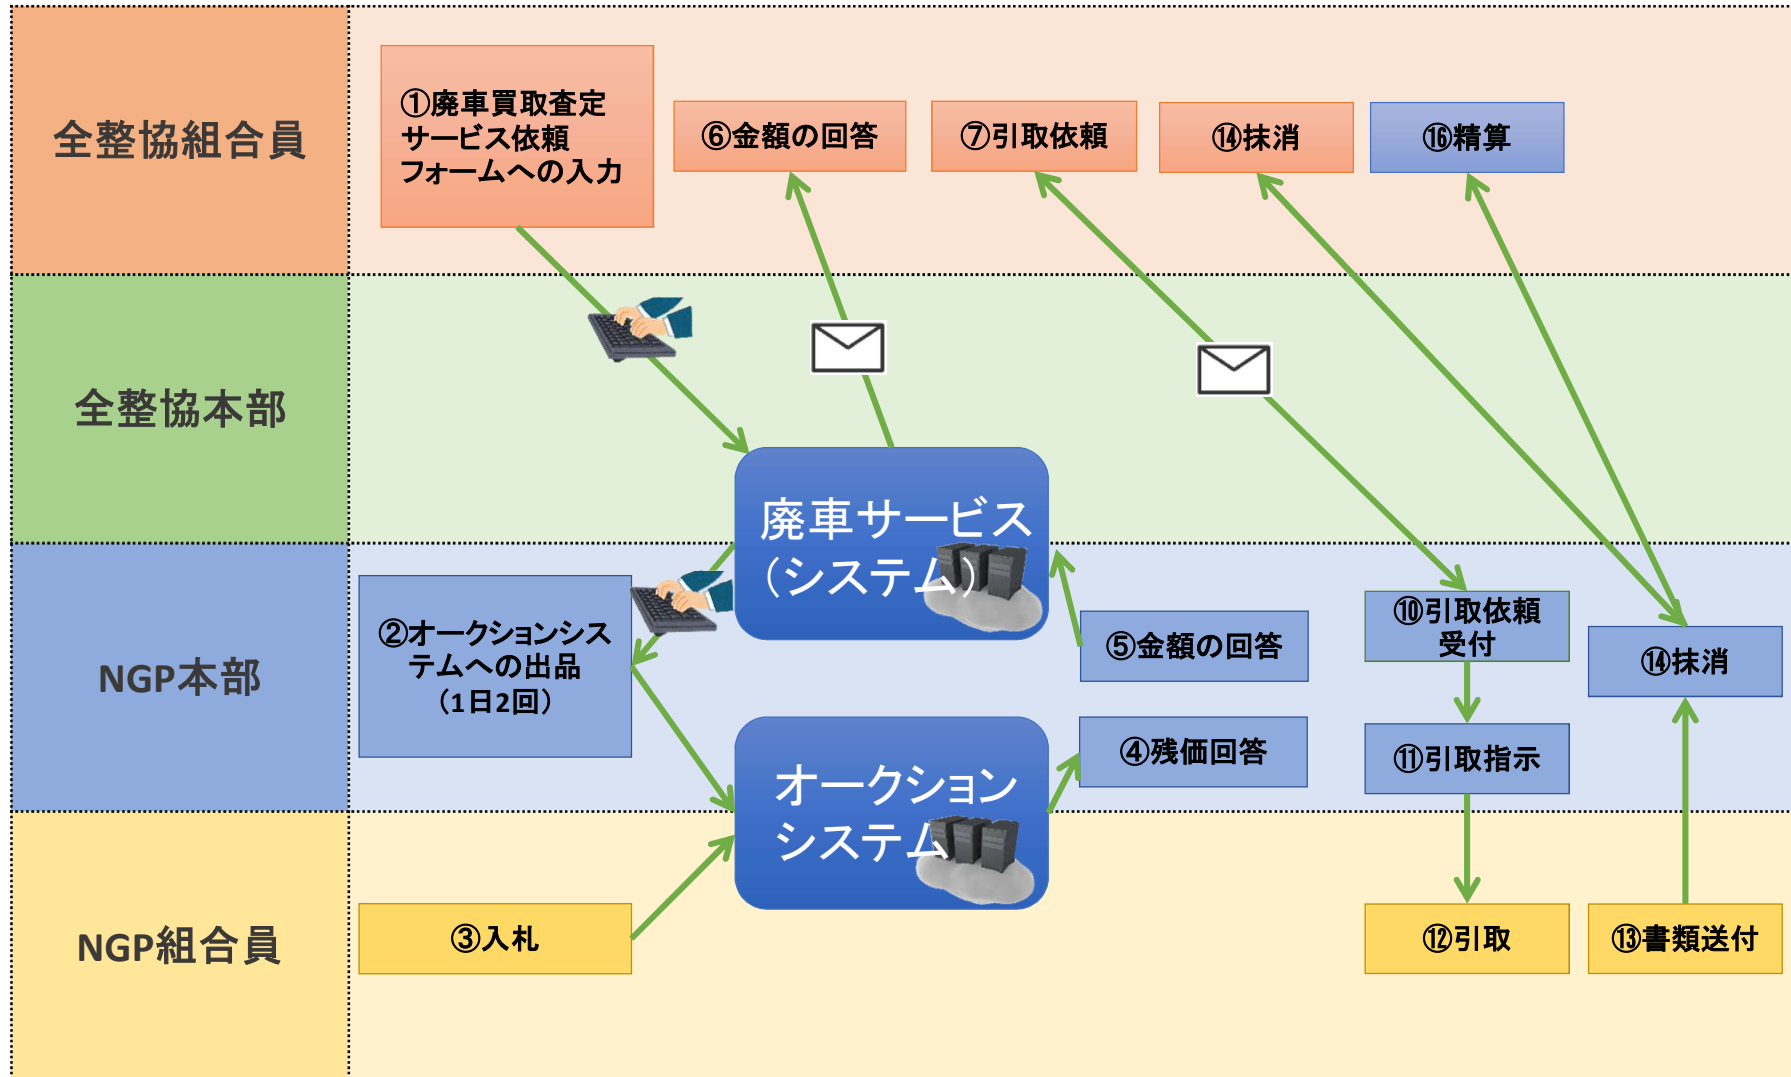 全整協組合員
①廃車買取査定
サービス依頼
フォームへの入力
⑥金額の回答
⑦引取依頼
⑭抹消
⑯精算
全整協本部
廃車サービス
（システム）
NGP本部
②オークションシス
テムへの出品
（1日2回）
⑤金額の回答
④残価回答
⑩引取依頼
受付
⑪引取指示
⑭抹消
オークション
システム
NGP組合員
③入札
⑫引取
⑬書類送付